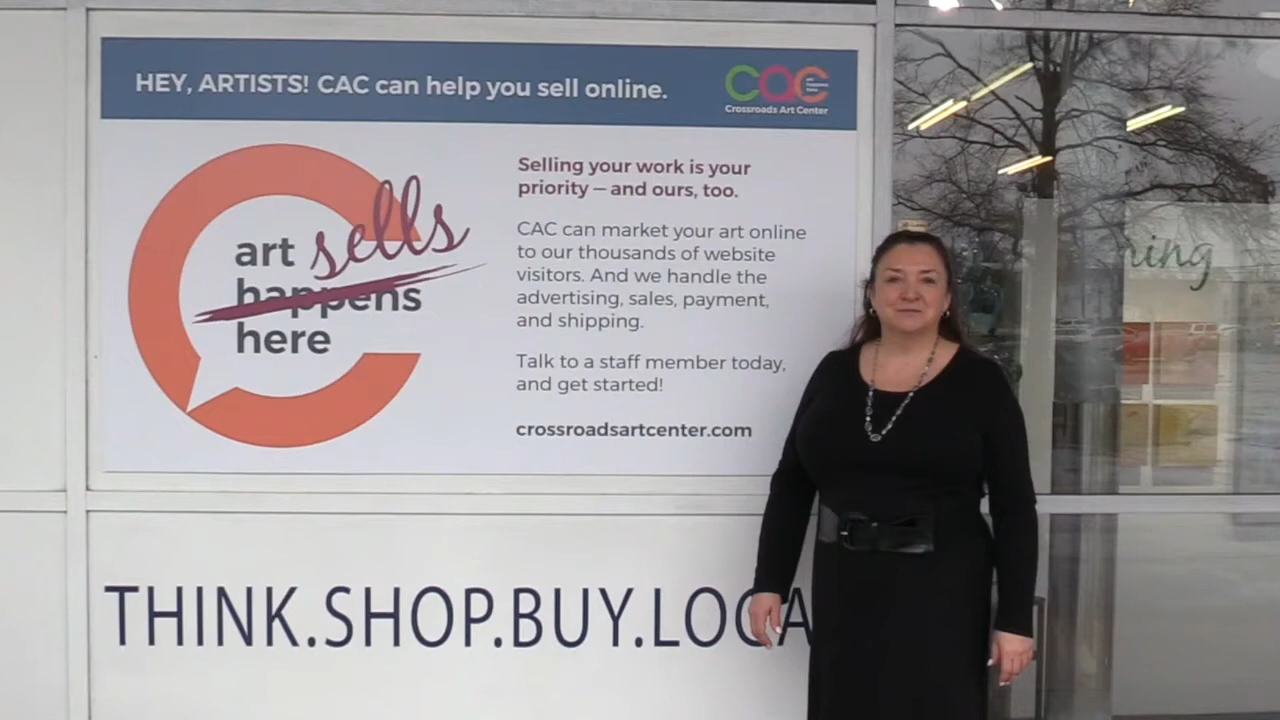 HEY, ARTISTS! CAC can help you sell online.
CAC
Crossroads Art Center
art sells
happens
here
Selling your work is your
priority — and ours, too.
CAC can market your art online
to our thousands of website
visitors. And we handle the
advertising, sales, payment,
and shipping.
Talk to a staff member today,
and get started!
crossroadsartcenter.com
THINK.SHOP.BUY.LOCA